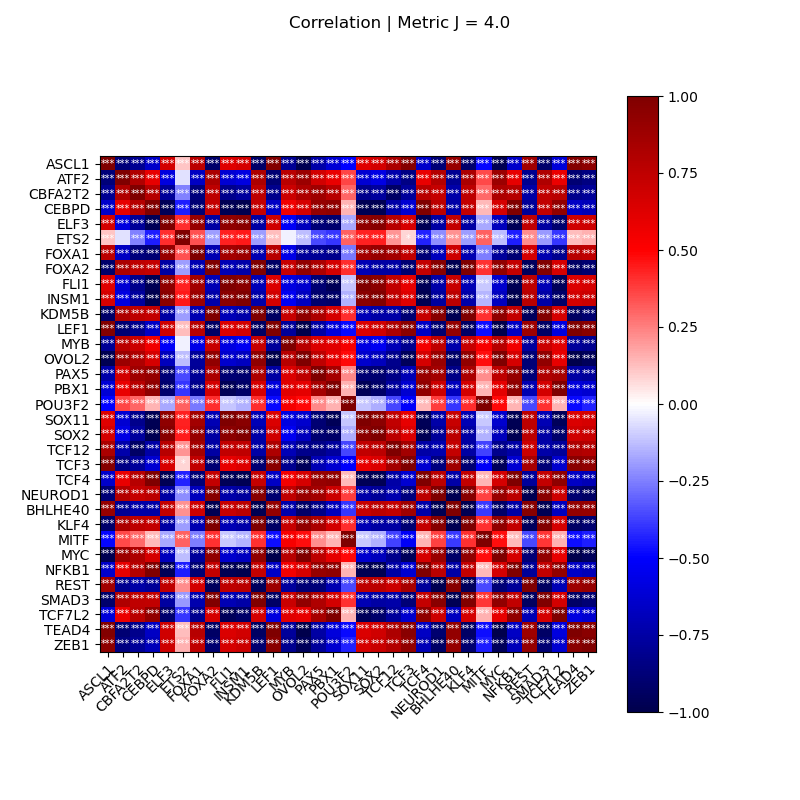 Correlation | Metric J = 4.0
ASCL1
ATF2
CBFA2T2
CEBPD
ELF3
ETS2
FOXA1
FOXA2
FLI1
INSM1
KDM5B
LEF1
MYB
OVOL2
PAX5
PBX1
POU3F2
SOX11
SOX2
TCF12
TCF3
TCF4
NEUROD1
BHLHE40
KLF4
MITF
MYC
NFKB1
REST
SMAD3
TCF7L2
TEAD4
ZEB1
ASCL1
ATF2
CBFA2T2
CEBPD
ELF3
ETS2
FOXA1
FOXA2
FLI1
INSM1
KDM5B
LEF1
MYB
OVOL2
PAX5
PBX1
POU3F2
SOX11
SOX2
TCF12
TCF3
TCF4
NEUROD1
BHLHE40
KLF4
MITF
MYC
NFKB1
REST
SMAD3
TCF7L2
TEAD4
ZEB1
1.00
0.75
0.50
0.25
0.00
−0.25
−0.50
−0.75
−1.00